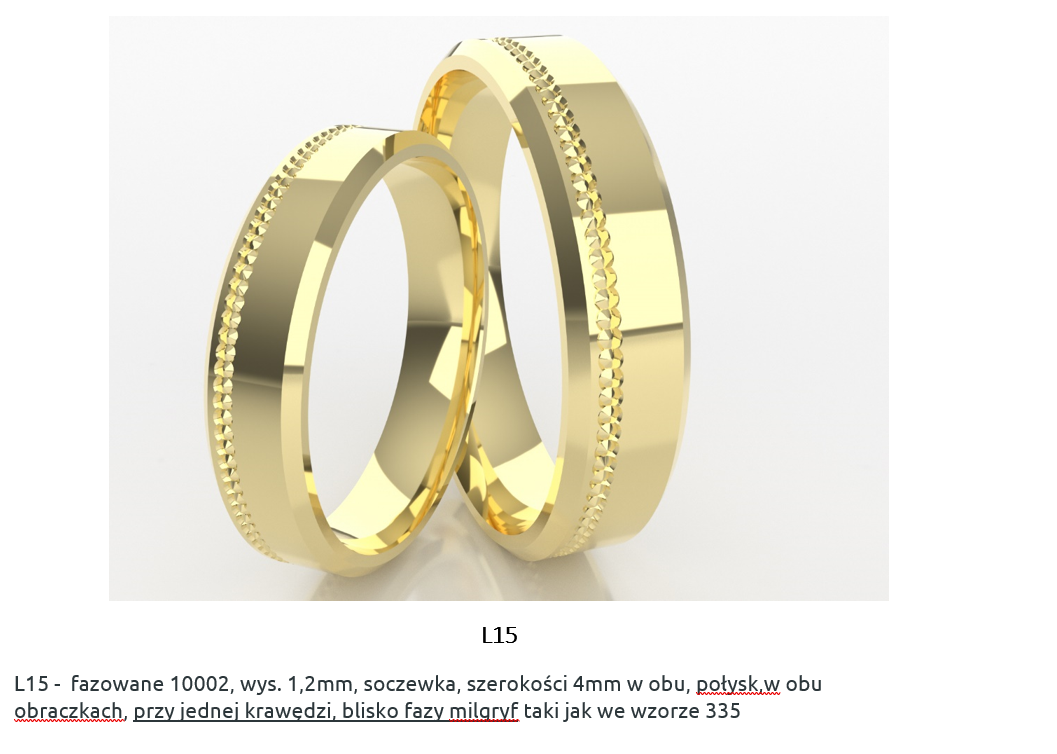 L15
L15 -  fazowane 10002, wys. 1,2mm, soczewka, szerokości 4mm w obu, połysk,w obu
obraczkach, przy jednej krawędzi, blisko fazy milgryf taki jak we wzorze 335